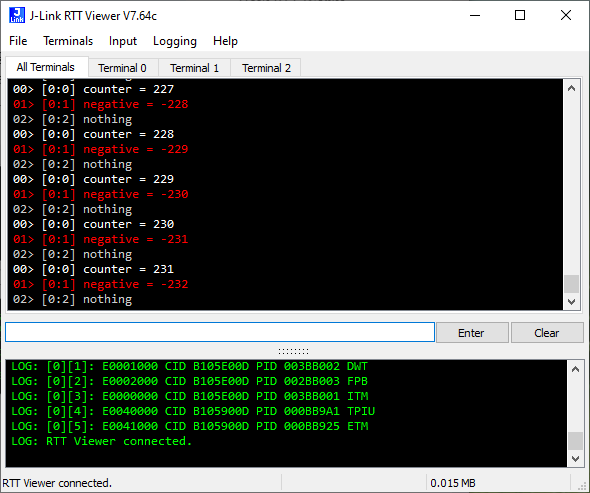 J-Link RTT Viewer V7.64c
File Terminals Input Logging Help
All Terminals Terminal 0 Terminal 1 Terminal 2
00> [0:0] counter = 227
01> [0:1] negative = -228
02> [0:2] nothing
00> [0:0] counter = 228
01> [0:1] negative = -229
02> [0:2] nothing
00> [0:0] counter = 229
01> [0:1] negative = -230
02> [0:2] nothing
00> [0:0] counter = 230
01> [0:1] negative = -231
02> [0:2] nothing
00> [0:0] counter = 231
01> [0:1] negative = -232
02> [0:2] nothing
Enter Clear
LOG: [0][1]: E0001000 CID B105E00D PID 003BB002 DWT
LOG: [0][2]: E0002000 CID B105E00D PID 002BB003 FPB
LOG: [0][3]: E0000000 CID B105E00D PID 003BB001 ITM
LOG: [0][4]: E0040000 CID B105900D PID 000BB9A1 TPIU
LOG: [0][5]: E0041000 CID B105900D PID 000BB925 ETM
LOG: RTT Viewer connected.
RTT Viewer connected. 0.015 MB